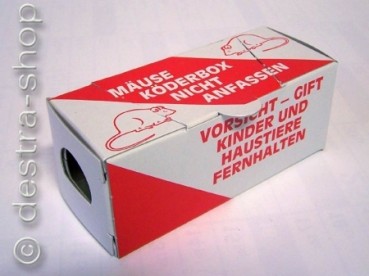 MÄUSE
KÖDERBOX
NICHT
ANFASSEN
VORSICHT – GIFT
KINDER UND
HAUSTIERE
FERNHALTEN
© destra-shop